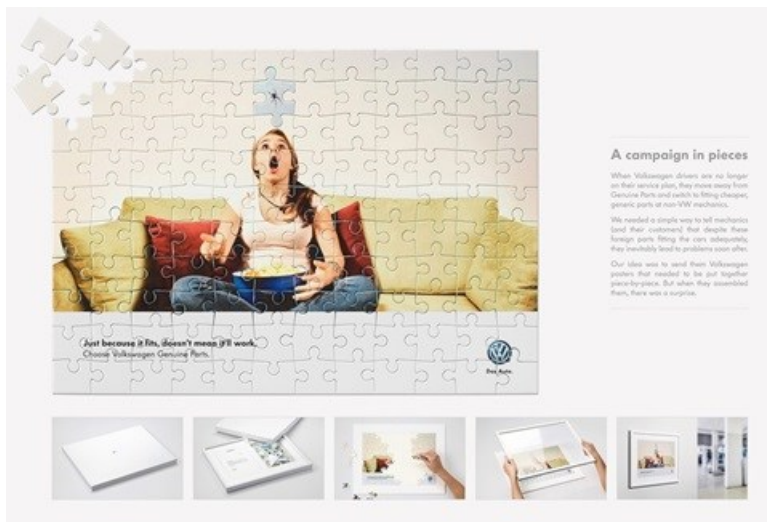 A campaign in pieces
When Volkswagen drivers are no longer
on their service plan, they move away from
Genuine Parts and switch to fitting cheaper,
generic parts at non-VW mechanics.
We needed a simple way to tell mechanics
(and their customers) that despite these
foreign parts fitting the cars adequately,
they inevitably lead to problems soon after.
Our idea was to send them Volkswagen
posters that needed to be put together
piece-by-piece. But when they assembled
them, there was a surprise.
Just because it fits, doesn't mean it'll work.
Choose Volkswagen Genuine Parts.
Das Auto.